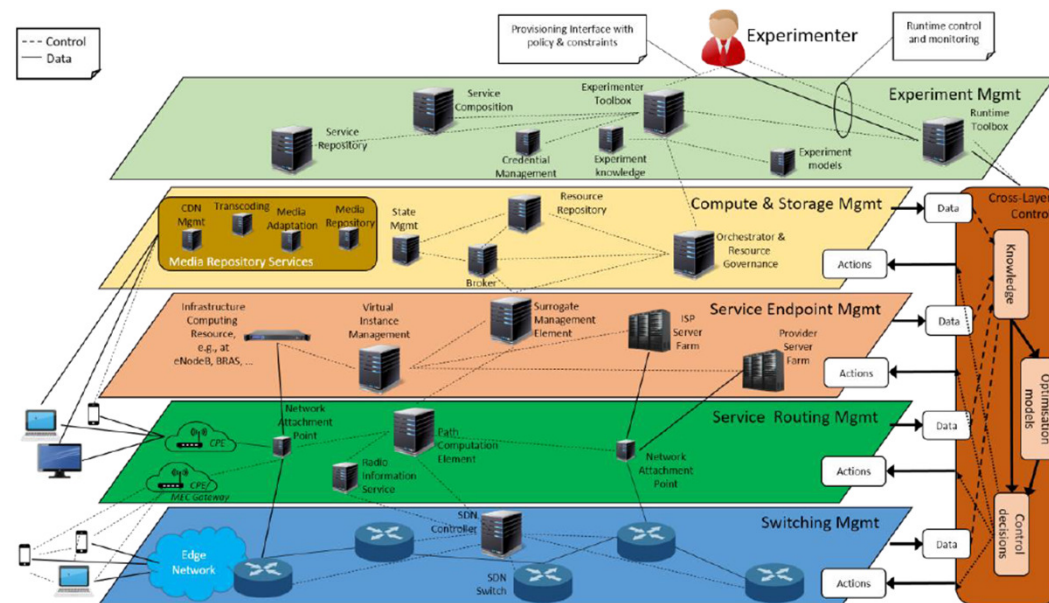 Control
Data
Provisioning Interface with
policy & constraints
Experimenter
Runtime control
and monitoring
Experiment Mgmt
Service
Composition
Experimenter
Toolbox
Runtime
Toolbox
Service
Repository
Credential
Management
Experiment
knowledge
Experiment
models
Compute & Storage Mgmt
CDN
Mgmt
Transcoding
Media
Adaptation
Media
Repository
Media Repository Services
State
Mgmt
Resource
Repository
Broker
Orchestrator &
Resource
Governance
Data
Actions
Cross-Layer
Control
Knowledge
Optimisation
models
Control
decisions
Service Endpoint Mgmt
Infrastructure
Computing
Resource,
e.g., at
eNodeB, BRAS, ...
Virtual
Instance
Management
Surrogate
Management
Element
ISP
Server
Farm
Provider
Server
Farm
Data
Actions
Service Routing Mgmt
CPE
CPE/
MEC Gateway
Network
Attachment
Point
Path
Computation
Element
Radio
Information
Service
Network
Attachment
Point
Data
Actions
Switching Mgmt
Edge
Network
SDN
Controller
SDN
Switch
Data
Actions